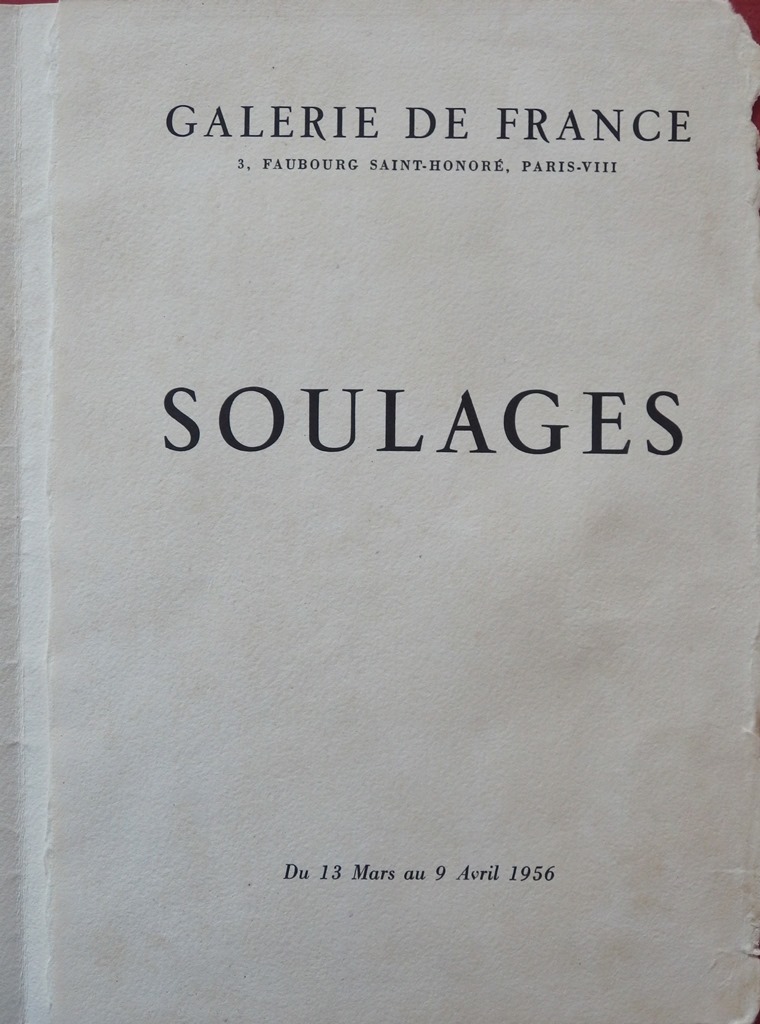 GALERIE DE FRANCE
3, FAUBOURG SAINT-HONORÉ, PARIS-VIII
SOULAGES
Du 13 Mars au 9 Avril 1956